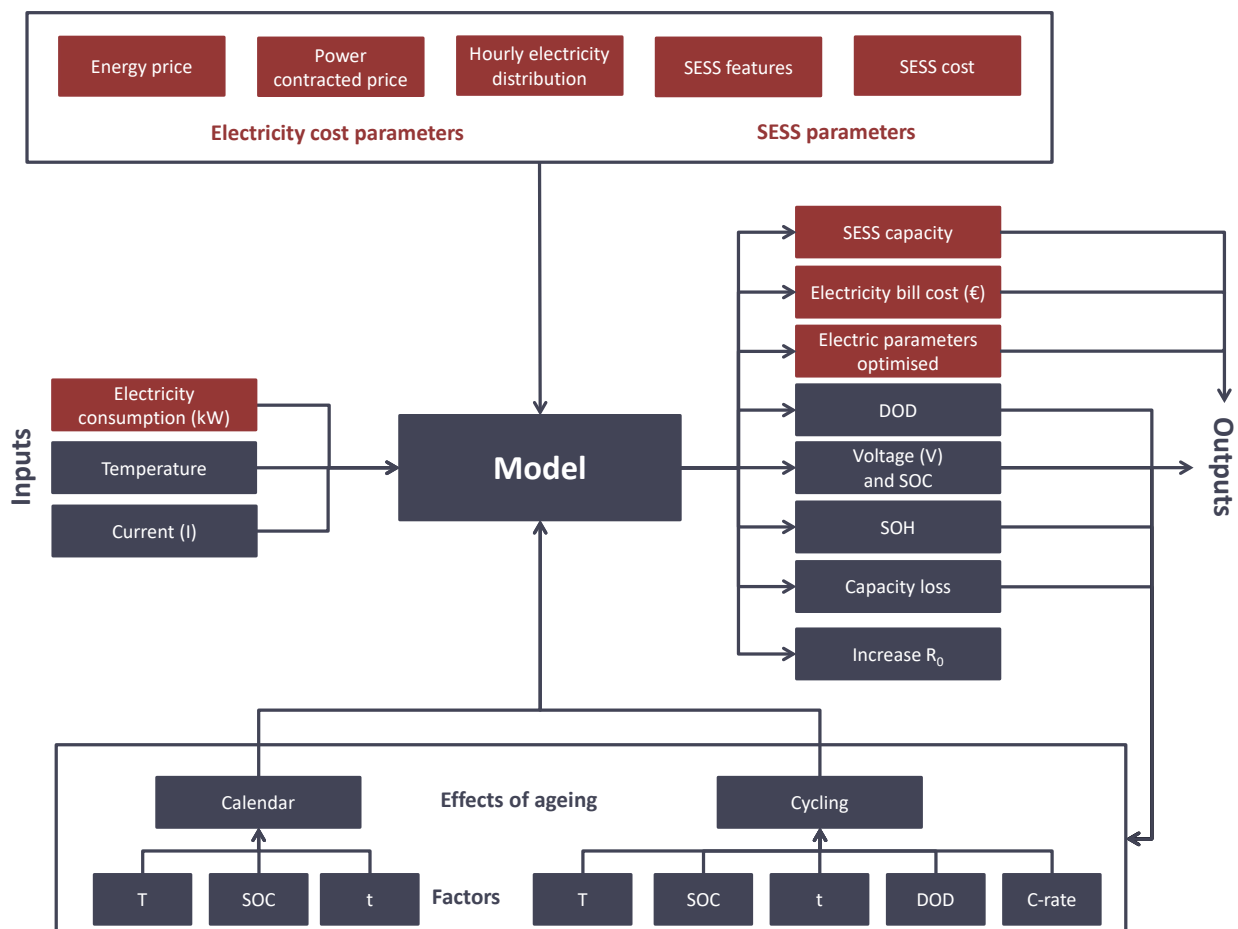 Energy price
Power
contracted price
Hourly electricity
distribution
SESS features
SESS cost
Electricity cost parameters
SESS parameters
SESS capacity
Electricity bill cost (€)
Electric parameters
optimised
DOD
Voltage (V)
and SOC
SOH
Capacity loss
Increase R₀
Inputs
Electricity
consumption (kW)
Temperature
Current (I)
Model
Outputs
Calendar
Effects of ageing
Cycling
T
SOC
t
Factors
T
SOC
t
DOD
C-rate